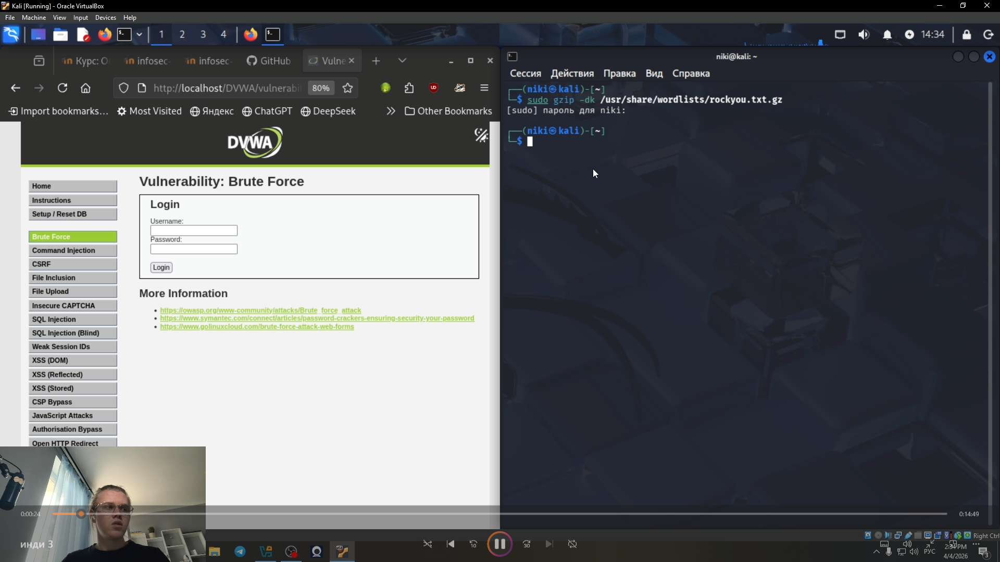 Kali [Running] - Oracle VirtualBox
File Machine View Input Devices Help
1 2 3 4
14:34
Курс: О
infosec-
infosec-
GitHub
Vulne
niki@kali: ~
Сессия Действия Правка Вид Справка
http://localhost/DVWA/vulnerabil
80%
Import bookmarks...
Most Visited
Яндекс
ChatGPT
DeepSeek
Other Bookmarks
(niki㉿kali)-[~]
$ sudo gzip -dk /usr/share/wordlists/rockyou.txt.gz
[sudo] пароль для niki:
(niki㉿kali)-[~]
$
DVWA
Home
Instructions
Setup / Reset DB
Brute Force
Command Injection
CSRF
File Inclusion
File Upload
Insecure CAPTCHA
SQL Injection
SQL Injection (Blind)
Weak Session IDs
XSS (DOM)
XSS (Reflected)
XSS (Stored)
CSP Bypass
JavaScript Attacks
Authorisation Bypass
Open HTTP Redirect
Vulnerability: Brute Force
Login
Username:
Password:
Login
More Information
https://owasp.org/www-community/attacks/Brute_force_attack
https://www.symantec.com/connect/articles/password-crackers-ensuring-security-your-password
https://www.golinuxcloud.com/brute-force-attack-web-forms
0:00:24
0:14:49
инди 3
10
30
Right Ctrl
РУС
2:34 PM
4/4/2026
3